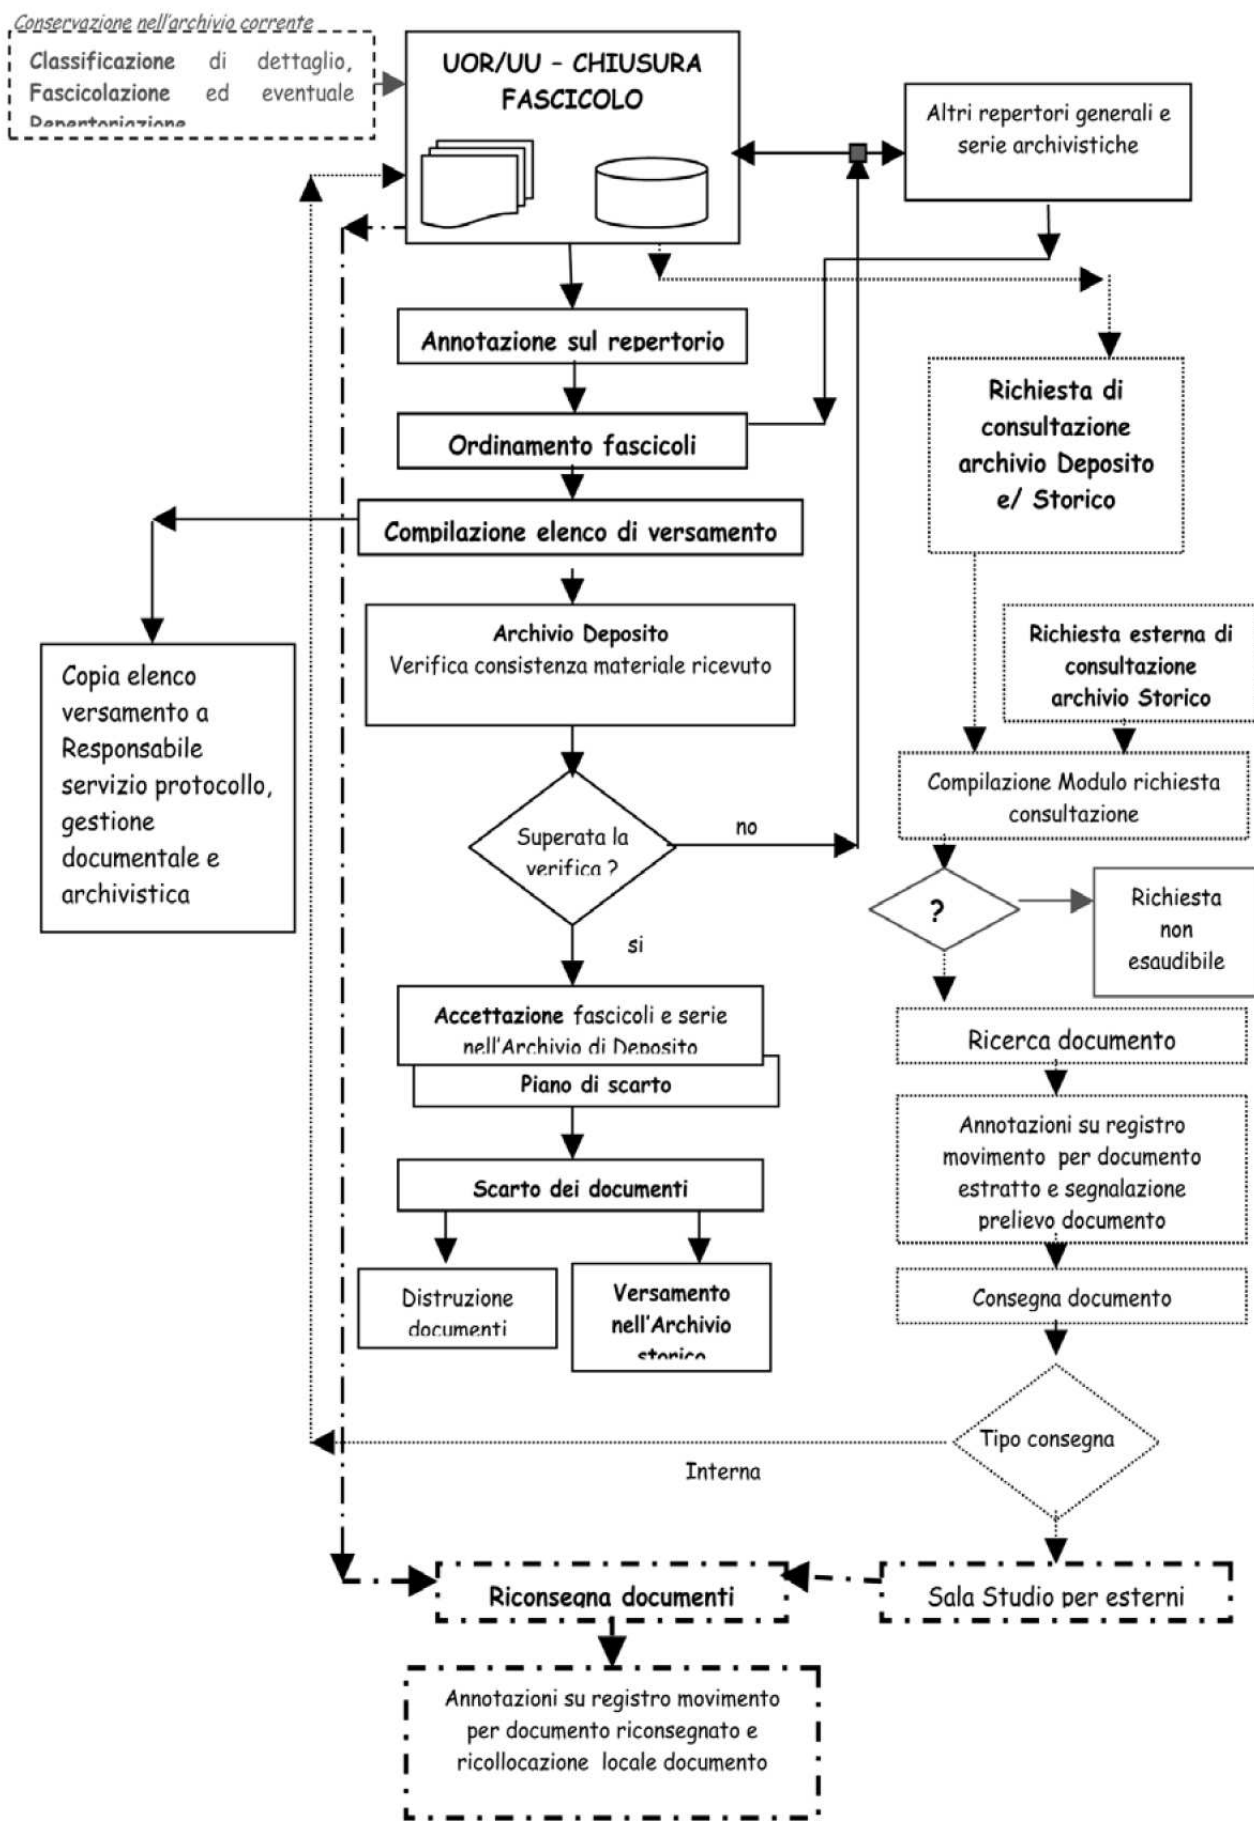 Conservazione nell'archivio corrente
Classificazione di dettaglio,
Fascicolazione ed eventuale
Repertoriazione
UOR/UU – CHIUSURA
FASCICOLO
Altri repertori generali e
serie archivistiche
Annotazione sul repertorio
Ordinamento fascicoli
Compilazione elenco di versamento
Archivio Deposito
Verifica consistenza materiale ricevuto
Copia elenco
versamento a
Responsabile
servizio protocollo,
gestione
documentale e
archivistica
Superata la
verifica ?
no
si
Accettazione fascicoli e serie
nell'Archivio di Deposito
Piano di scarto
Scarto dei documenti
Distruzione
documenti
Versamento
nell'Archivio
storico
Richiesta di
consultazione
archivio Deposito
e/ Storico
Richiesta esterna di
consultazione
archivio Storico
Compilazione Modulo richiesta
consultazione
?
Richiesta
non
esaudibile
Ricerca documento
Annotazioni su registro
movimento per documento
estratto e segnalazione
prelievo documento
Consegna documento
Tipo consegna
Interna
Sala Studio per esterni
Riconsegna documenti
Annotazioni su registro movimento
per documento riconsegnato e
ricollocazione locale documento